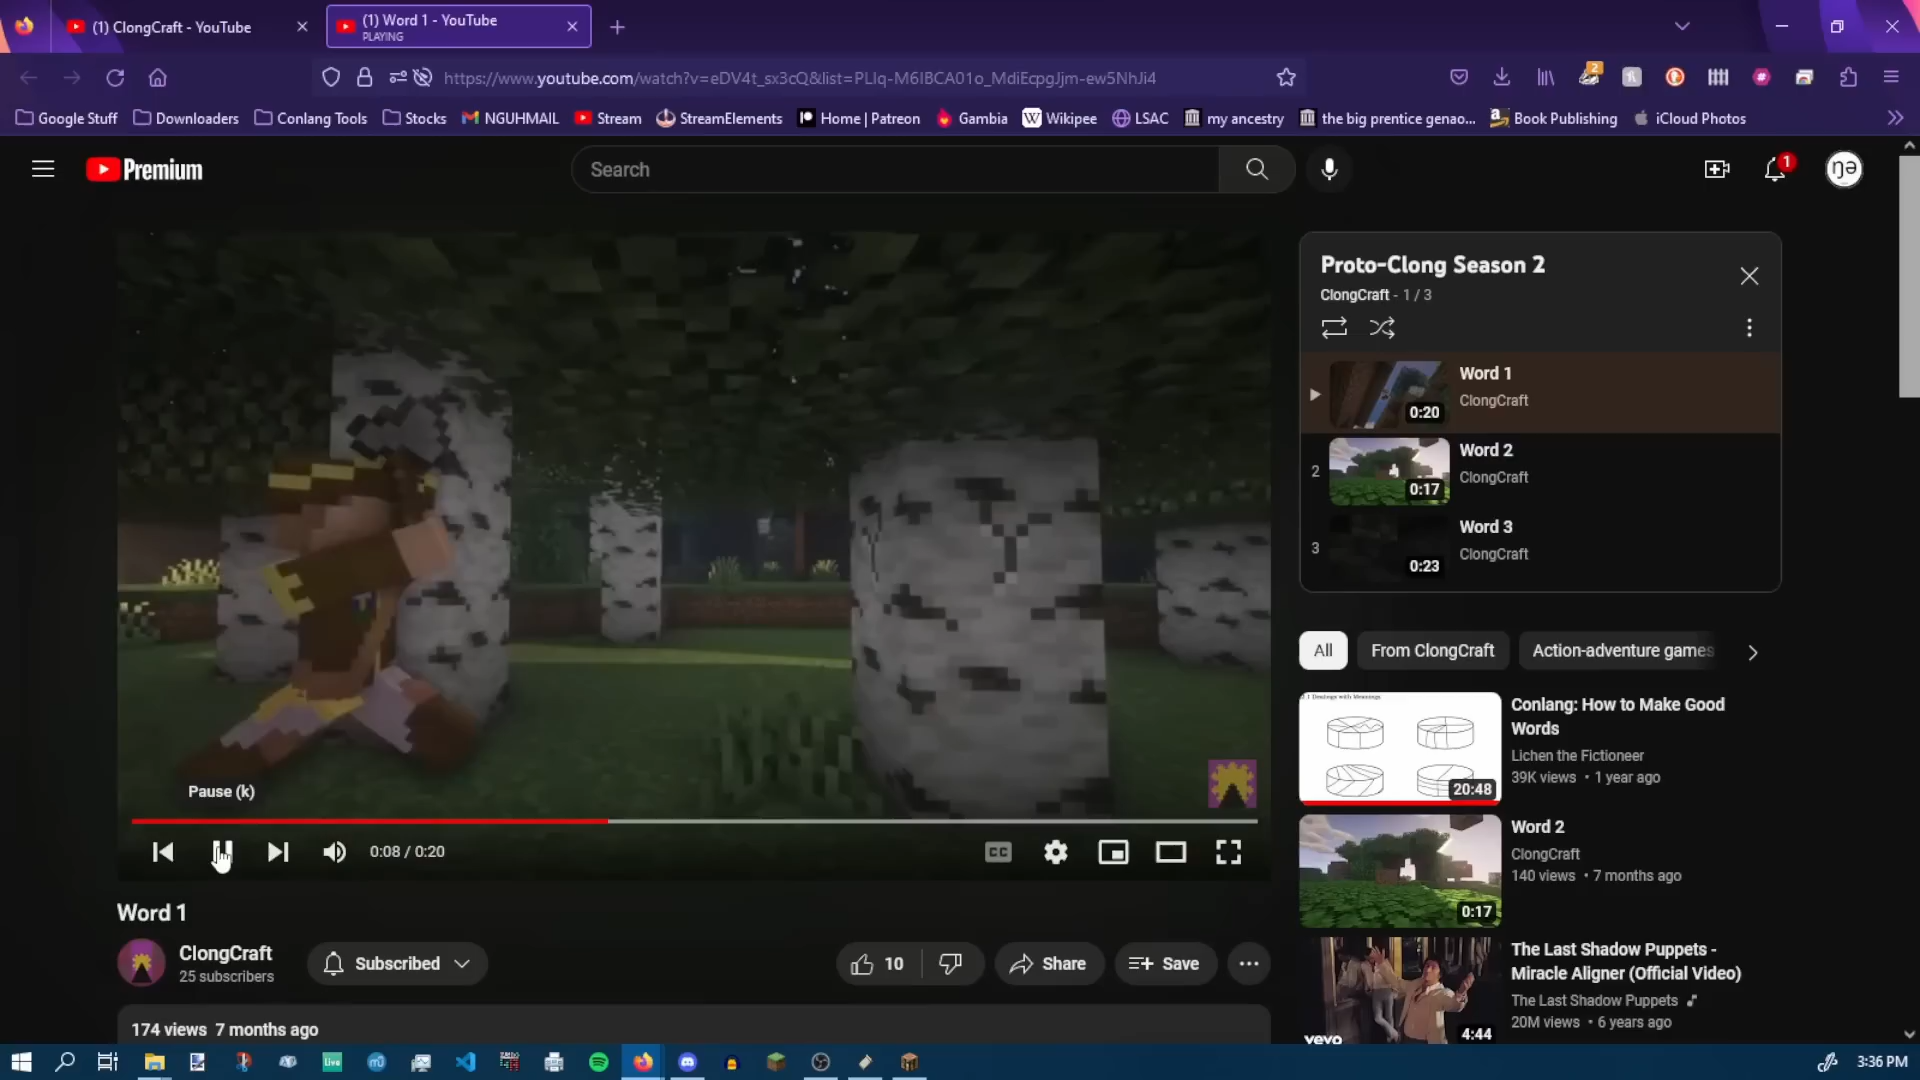 (1) ClongCraft - YouTube
(1) Word 1 - YouTube
PLAYING
https://www.youtube.com/watch?v=eDV4t_sx3cQ&list=PLlq-M6IBCA01o_MdiEcpgJjm-ew5NhJi4
2
Google Stuff
Downloaders
Conlang Tools
Stocks
NGUHMAIL
Stream
StreamElements
Home | Patreon
Gambia
Wikipee
LSAC
my ancestry
the big prentice genao...
Book Publishing
iCloud Photos
Premium
Search
1
ŋə
Proto-Clong Season 2
ClongCraft - 1 / 3
Word 1
ClongCraft
0:20
2
Word 2
ClongCraft
0:17
3
Word 3
ClongCraft
0:23
All
From ClongCraft
Action-adventure games
Conlang: How to Make Good Words
Lichen the Fictioneer
39K views • 1 year ago
20:48
Word 2
ClongCraft
140 views • 7 months ago
0:17
The Last Shadow Puppets -
Miracle Aligner (Official Video)
The Last Shadow Puppets
20M views • 6 years ago
4:44
vevo
Pause (k)
0:08 / 0:20
CC
Word 1
ClongCraft
25 subscribers
Subscribed
10
Share
Save
174 views 7 months ago
Live
3:36 PM